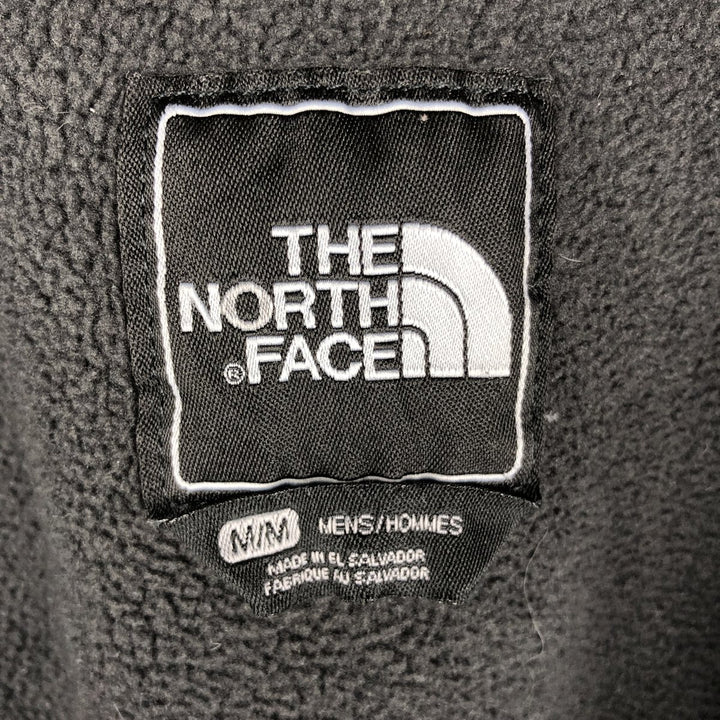 THE
NORTH
® FACE
M/M MENS/HOMMES
MADE IN EL SALVADOR
FABRIQUE AU SALVADOR